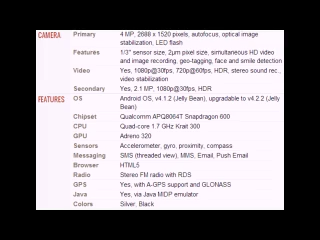 CAMERA Primary 4 MP, 2688 x 1520 pixels, autofocus, optical image
stabilization, LED flash
Features 1/3" sensor size, 2µm pixel size, simultaneous HD video
and image recording, geo-tagging, face and smile detection
Video Yes, 1080p@30fps, 720p@60fps, HDR, stereo sound rec.,
video stabilization
Secondary Yes, 2.1 MP, 1080p@30fps, HDR
FEATURES OS Android OS, v4.1.2 (Jelly Bean), upgradable to v4.2.2 (Jelly
Bean)
Chipset Qualcomm APQ8064T Snapdragon 600
CPU Quad-core 1.7 GHz Krait 300
GPU Adreno 320
Sensors Accelerometer, gyro, proximity, compass
Messaging SMS (threaded view), MMS, Email, Push Email
Browser HTML5
Radio Stereo FM radio with RDS
GPS Yes, with A-GPS support and GLONASS
Java Yes, via Java MIDP emulator
Colors Silver, Black